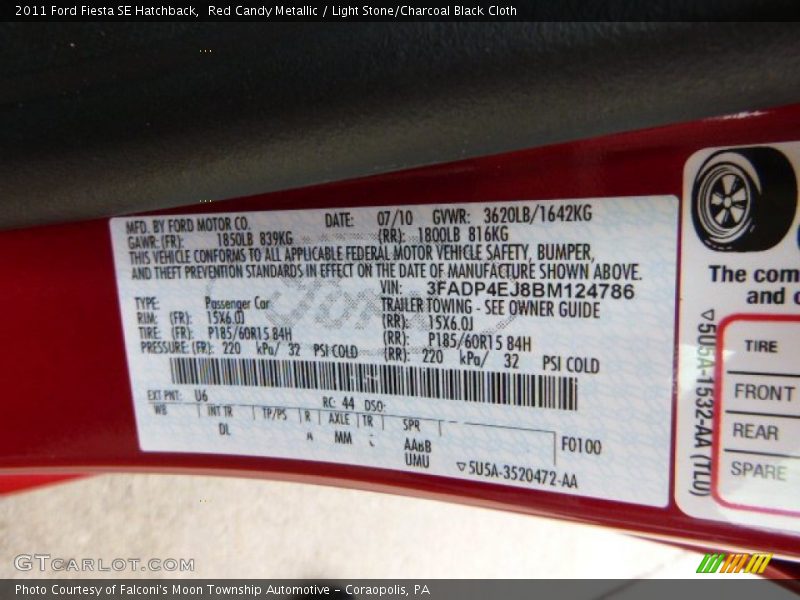 2011 Ford Fiesta SE Hatchback,  Red Candy Metallic / Light Stone/Charcoal Black Cloth
MFD. BY FORD MOTOR CO. DATE: 07/10 GVWR: 3620LB/1642KG
GAWR: (FR): 1850LB 839KG (RR): 1800LB 816KG
THIS VEHICLE CONFORMS TO ALL APPLICABLE FEDERAL MOTOR VEHICLE SAFETY, BUMPER,
AND THEFT PREVENTION STANDARDS IN EFFECT ON THE DATE OF MANUFACTURE SHOWN ABOVE.
VIN: 3FADP4EJ8BM124786
TYPE: Passenger Car TRAILER TOWING - SEE OWNER GUIDE
RIM: (FR): 15X6.0J (RR): 15X6.0J
TIRE: (FR): P185/60R15 84H (RR): P185/60R15 84H
PRESSURE: (FR): 220 kPa/ 32 PSI COLD (RR): 220 kPa/ 32 PSI COLD
EXT PNT: U6 RC: 44 DSO:
WB INT TR TP/PS R AXLE TR SPR
DL MM AABB F0100
UMU
▽5U5A-3520472-AA
The com
and o
▽5U5A-1532-AA (TLU)
TIRE
FRONT
REAR
SPARE
GTCARLOT.COM
Photo Courtesy of Falconi's Moon Township Automotive – Coraopolis, PA